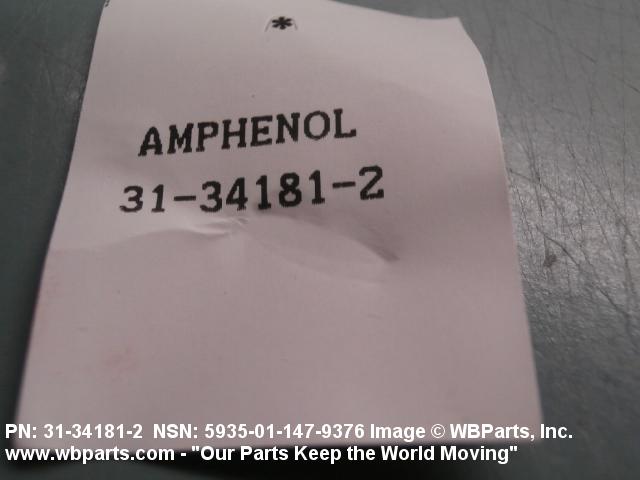 *
AMPHENOL
31-34181-2
PN: 31-34181-2 NSN: 5935-01-147-9376 Image © WBParts, Inc.
www.wbparts.com - "Our Parts Keep the World Moving"